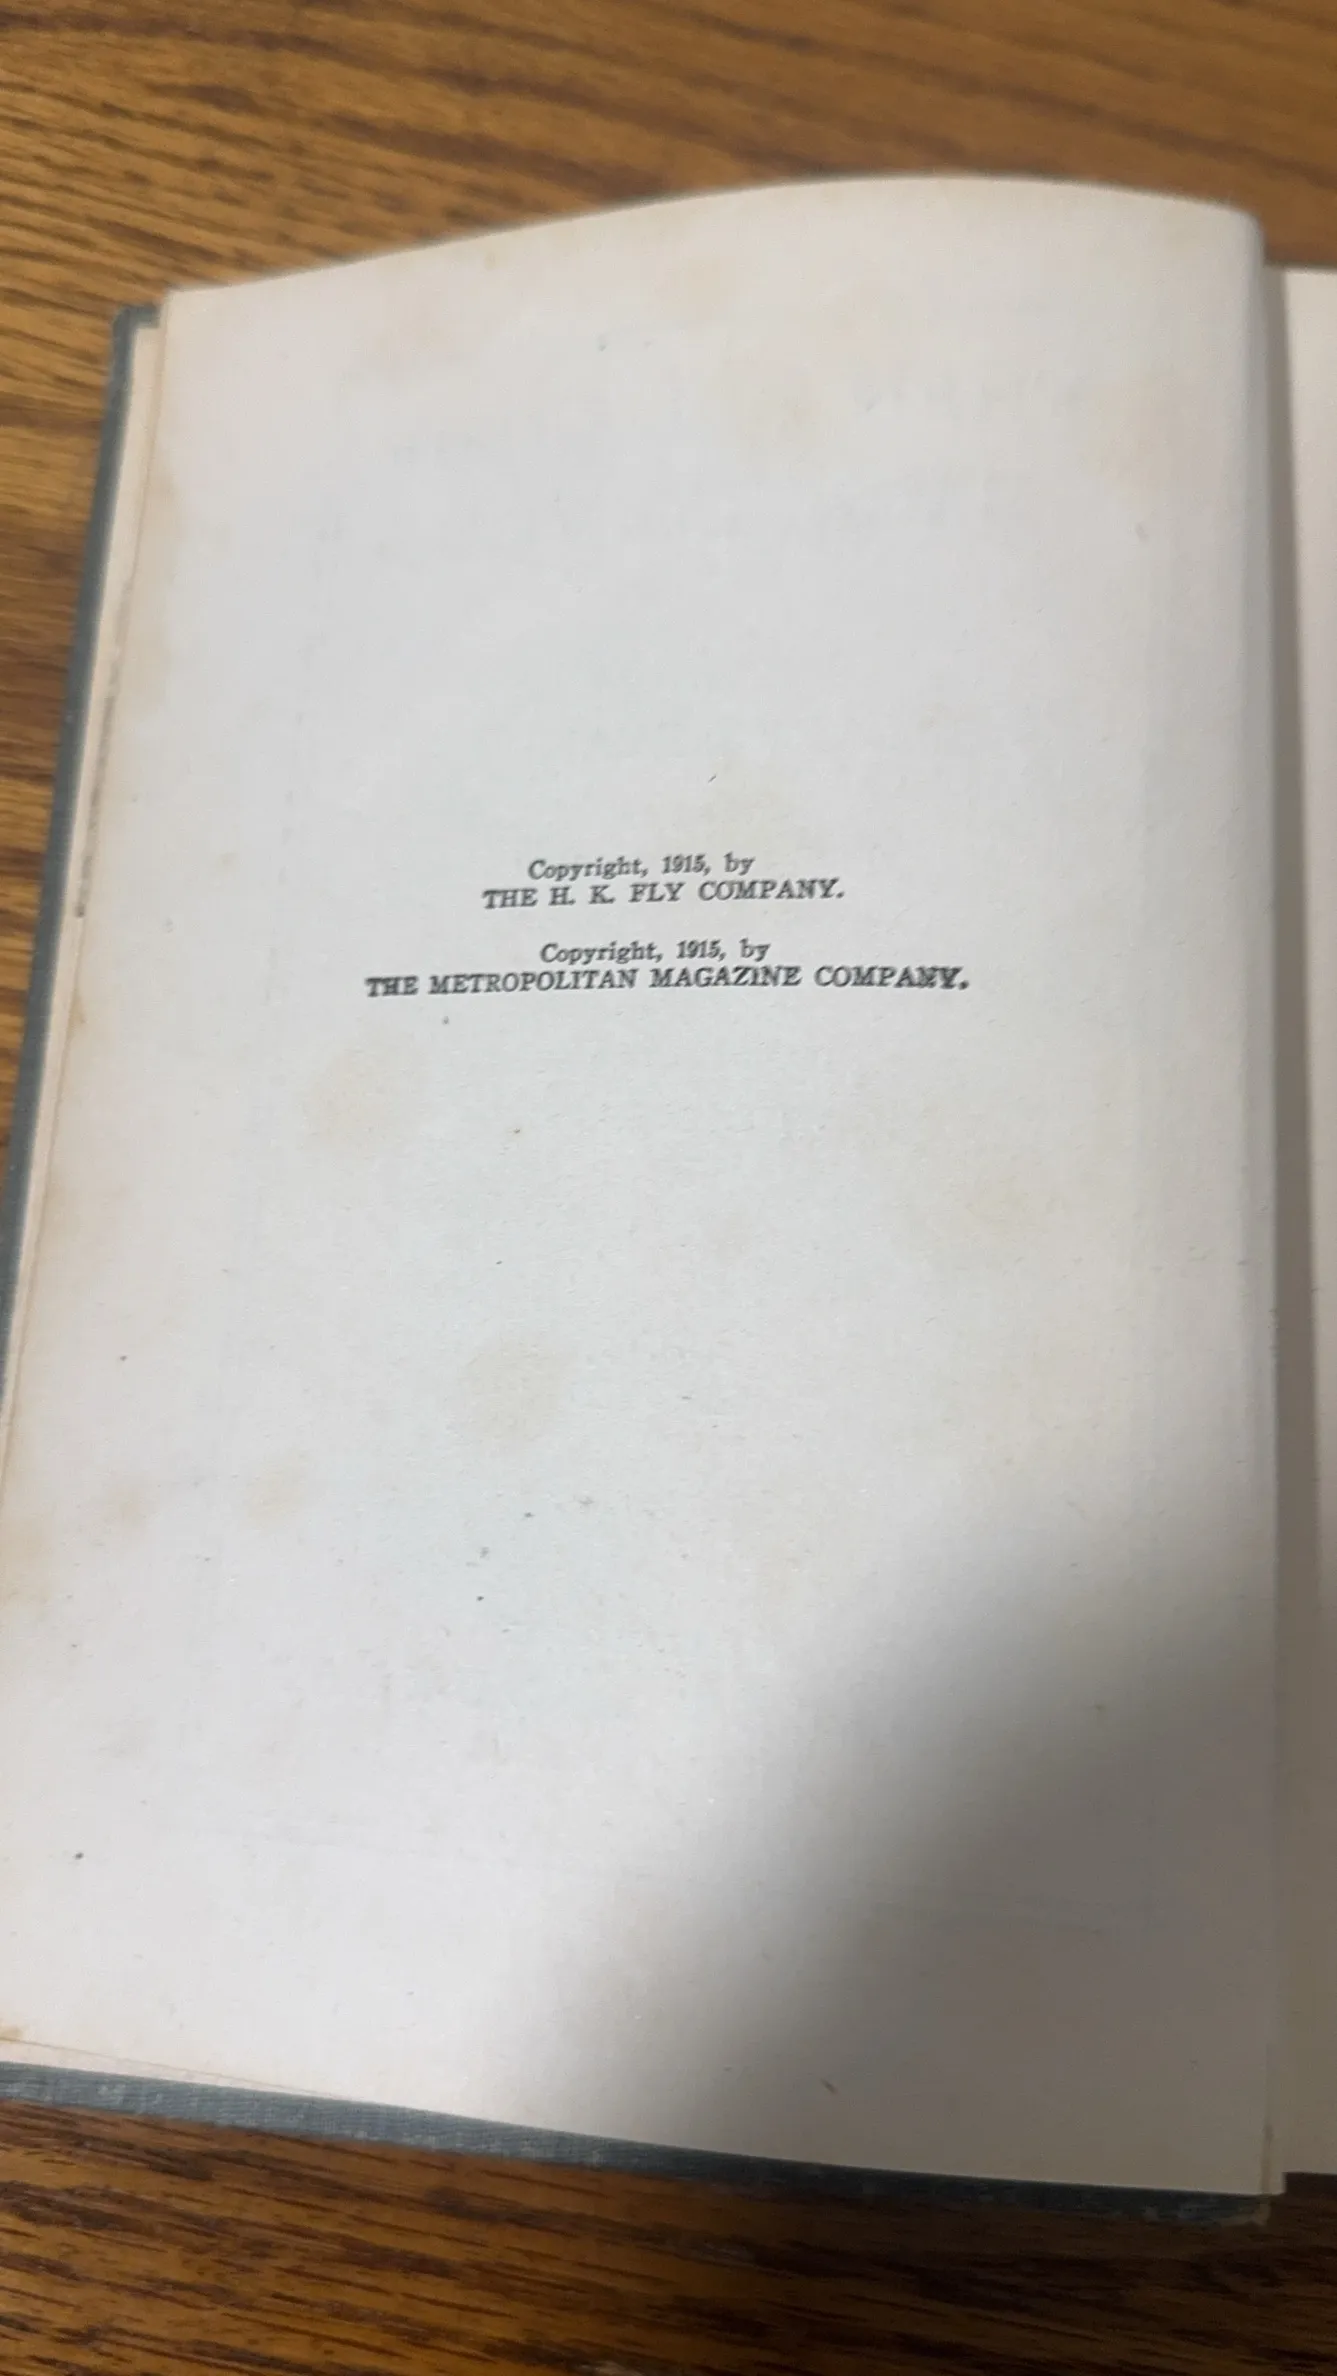 Copyright, 1915, by
THE H. K. FLY COMPANY.
Copyright, 1915, by
THE METROPOLITAN MAGAZINE COMPANY.